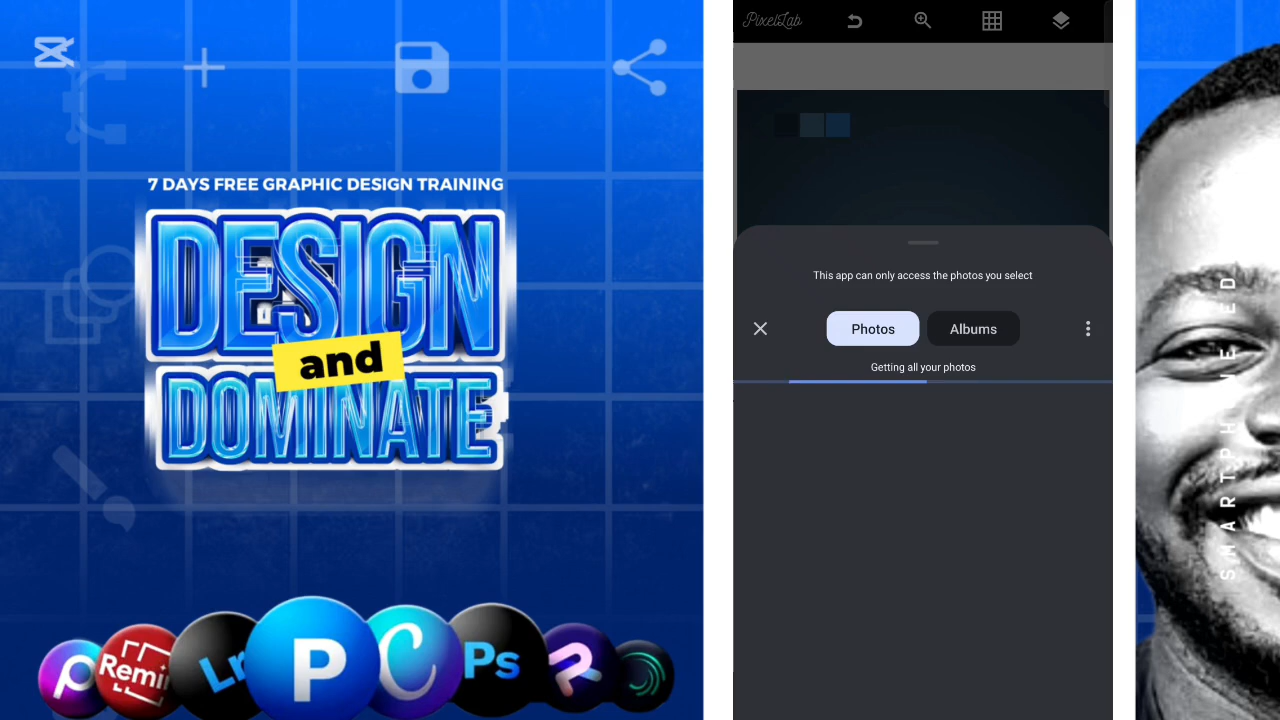 7 DAYS FREE GRAPHIC DESIGN TRAINING
DESIGN
and
DOMINATE
Remi
Lr
P
C
Ps
PixelLab
This app can only access the photos you select
Photos
Albums
Getting all your photos